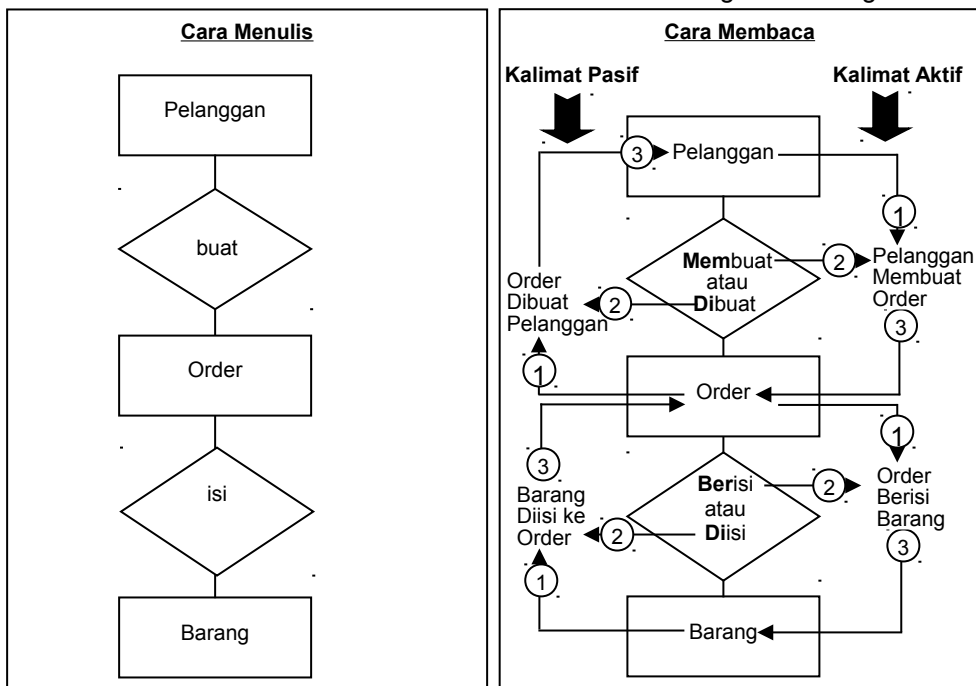 Cara Menulis
Pelanggan
buat
Order
isi
Barang
Cara Membaca
Kalimat Pasif
Kalimat Aktif
3
Pelanggan
1
Membuat
atau
Dibuat
2
Pelanggan
Membuat
Order
3
Order
Dibuat
Pelanggan
2
1
Order
1
3
Barang
Diisi ke
Order
Berisi
atau
Diisi
2
Order
Berisi
Barang
3
2
1
Barang